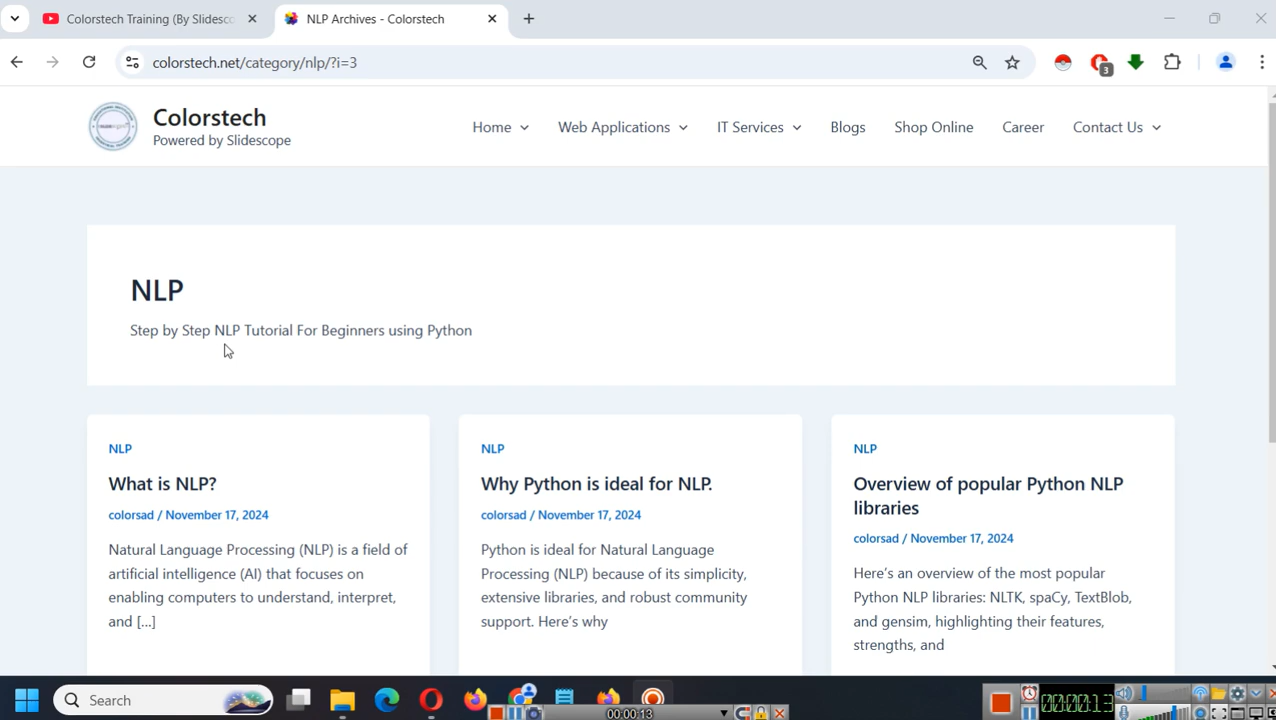 Colorstech Training (By Slidesco
NLP Archives - Colorstech
colorstech.net/category/nlp/?i=3
3
Colorstech
Powered by Slidescope
Home
Web Applications
IT Services
Blogs
Shop Online
Career
Contact Us
NLP
Step by Step NLP Tutorial For Beginners using Python
NLP
What is NLP?
colorsad / November 17, 2024
Natural Language Processing (NLP) is a field of
artificial intelligence (AI) that focuses on
enabling computers to understand, interpret,
and […]
NLP
Why Python is ideal for NLP.
colorsad / November 17, 2024
Python is ideal for Natural Language
Processing (NLP) because of its simplicity,
extensive libraries, and robust community
support. Here’s why
NLP
Overview of popular Python NLP
libraries
colorsad / November 17, 2024
Here’s an overview of the most popular
Python NLP libraries: NLTK, spaCy, TextBlob,
and gensim, highlighting their features,
strengths, and
Search
00:00:13
00:00:13